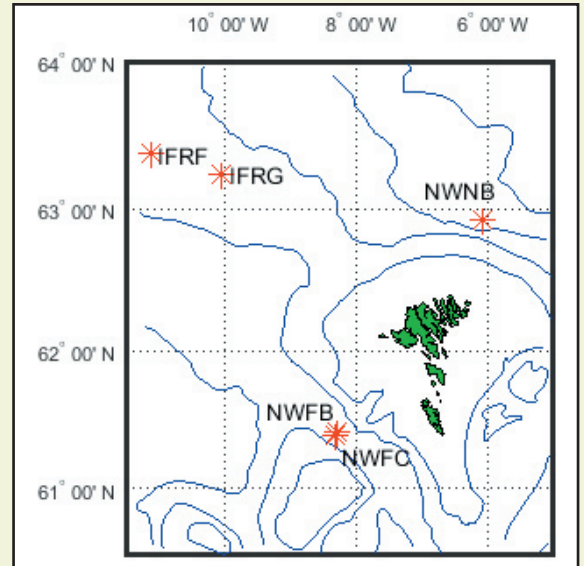 10° 00' W 8° 00' W 6° 00' W
64° 00' N
IFRF
IFRG
NWNB
63° 00' N
62° 00' N
NWFB
NWFC
61° 00' N